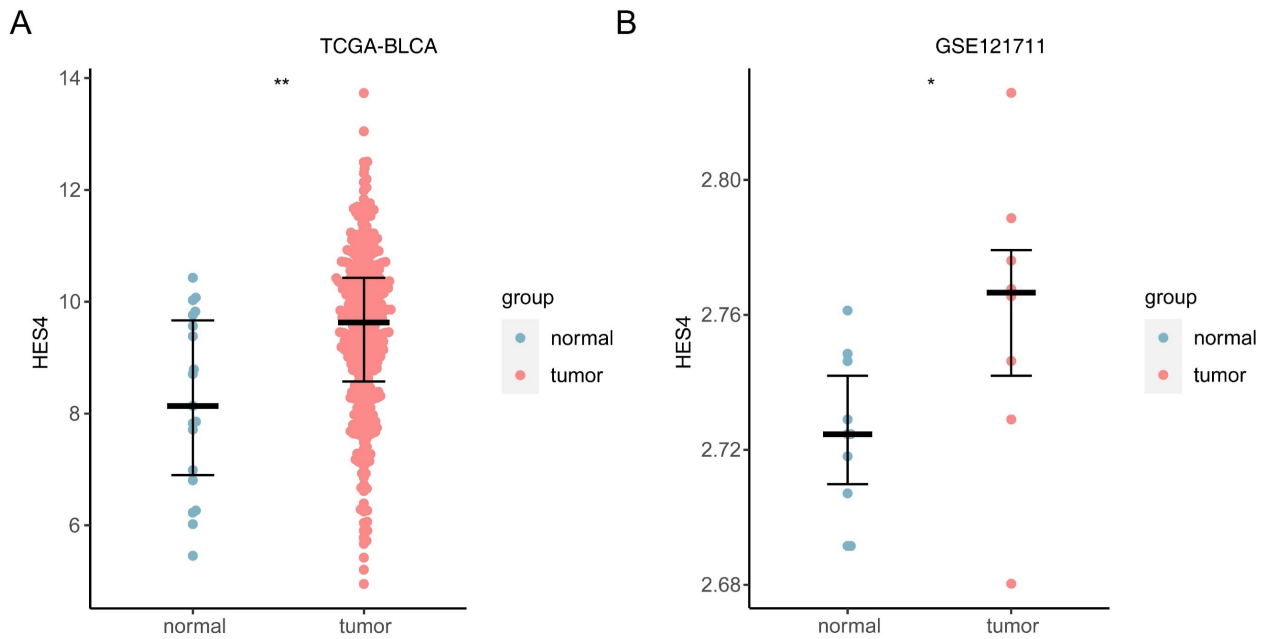 A
TCGA-BLCA
**
HES4
14
12
10
8
6
normal
tumor
group
normal
tumor
B
GSE121711
*
HES4
2.80
2.76
2.72
2.68
normal
tumor
group
normal
tumor